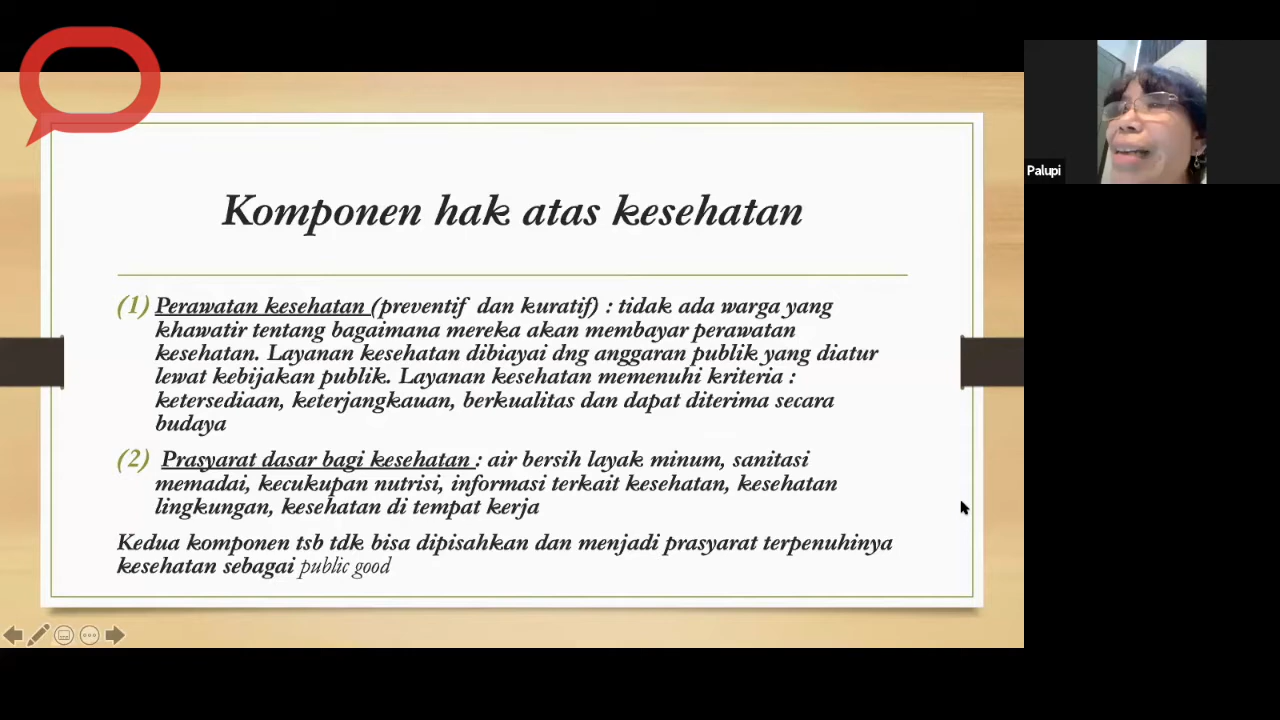 Komponen hak atas kesehatan
(1) Perawatan kesehatan (preventif dan kuratif) : tidak ada warga yang
khawatir tentang bagaimana mereka akan membayar perawatan
kesehatan. Layanan kesehatan dibiayai dng anggaran publik yang diatur
lewat kebijakan publik. Layanan kesehatan memenuhi kriteria :
ketersediaan, keterjangkauan, berkualitas dan dapat diterima secara
budaya
(2) Prasyarat dasar bagi kesehatan : air bersih layak minum, sanitasi
memadai, kecukupan nutrisi, informasi terkait kesehatan, kesehatan
lingkungan, kesehatan di tempat kerja
Kedua komponen tsb tdk bisa dipisahkan dan menjadi prasyarat terpenuhinya
kesehatan sebagai public good
Palupi